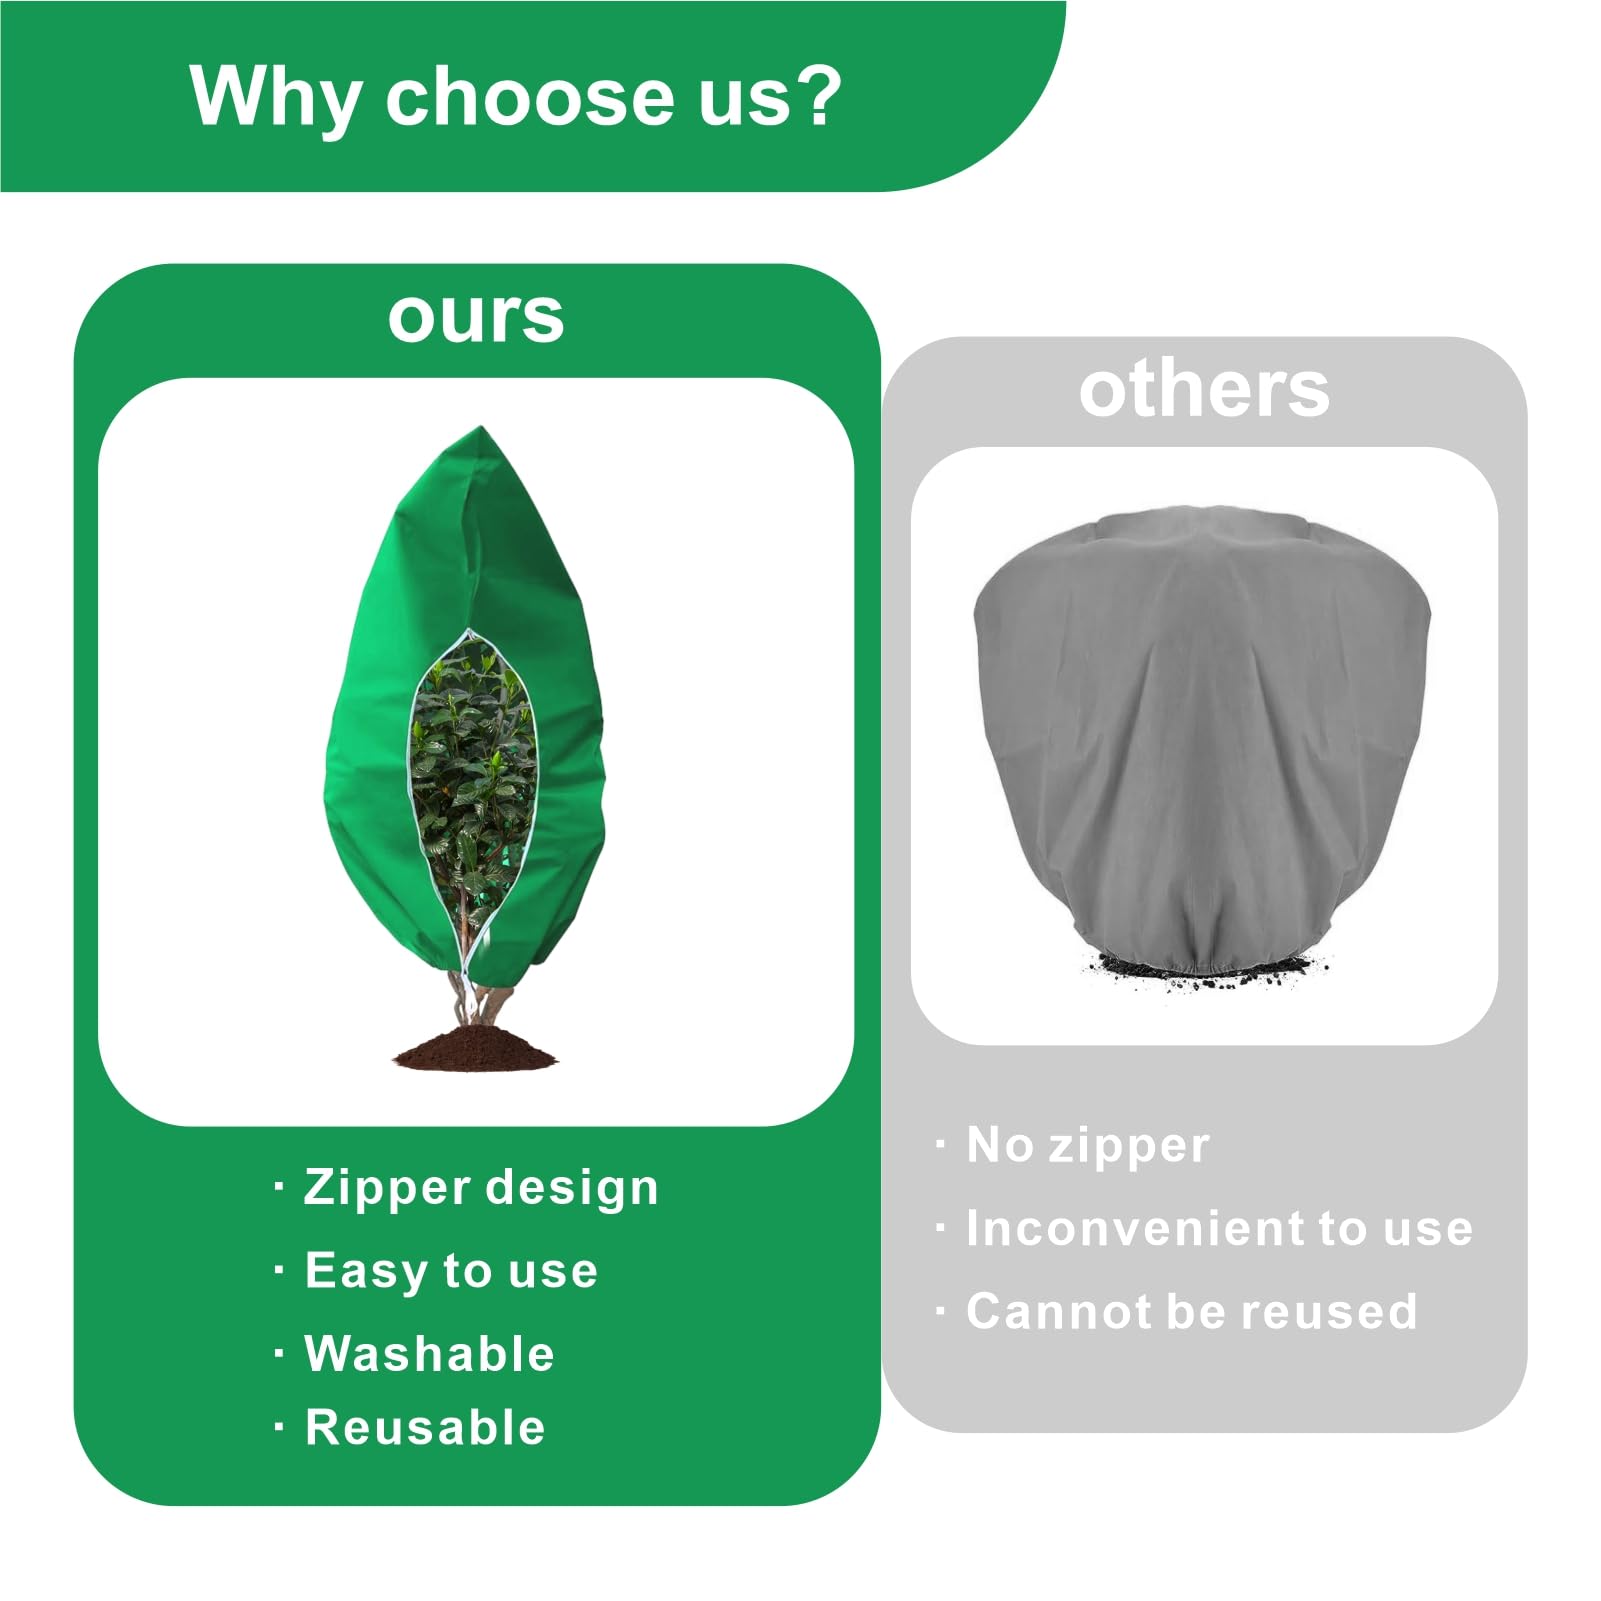 Why choose us?
ours
· Zipper design
· Easy to use
· Washable
· Reusable
others
· No zipper
· Inconvenient to use
· Cannot be reused